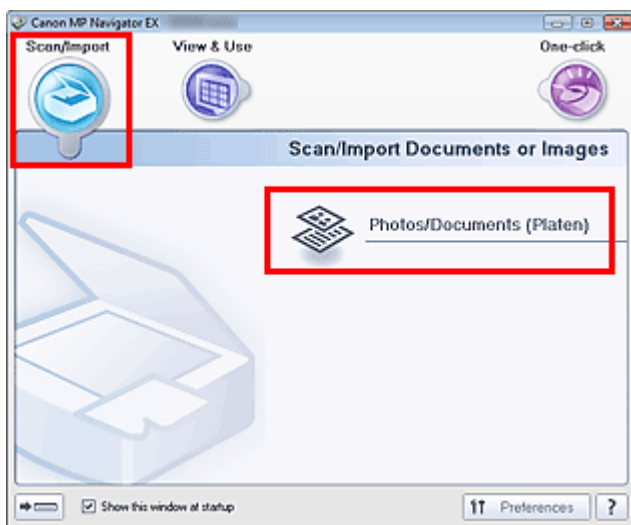 Canon MP Navigator EX
Scan/Import View & Use One-click
Scan/Import Documents or Images
Photos/Documents (Platen)
Show this window at startup Preferences ?